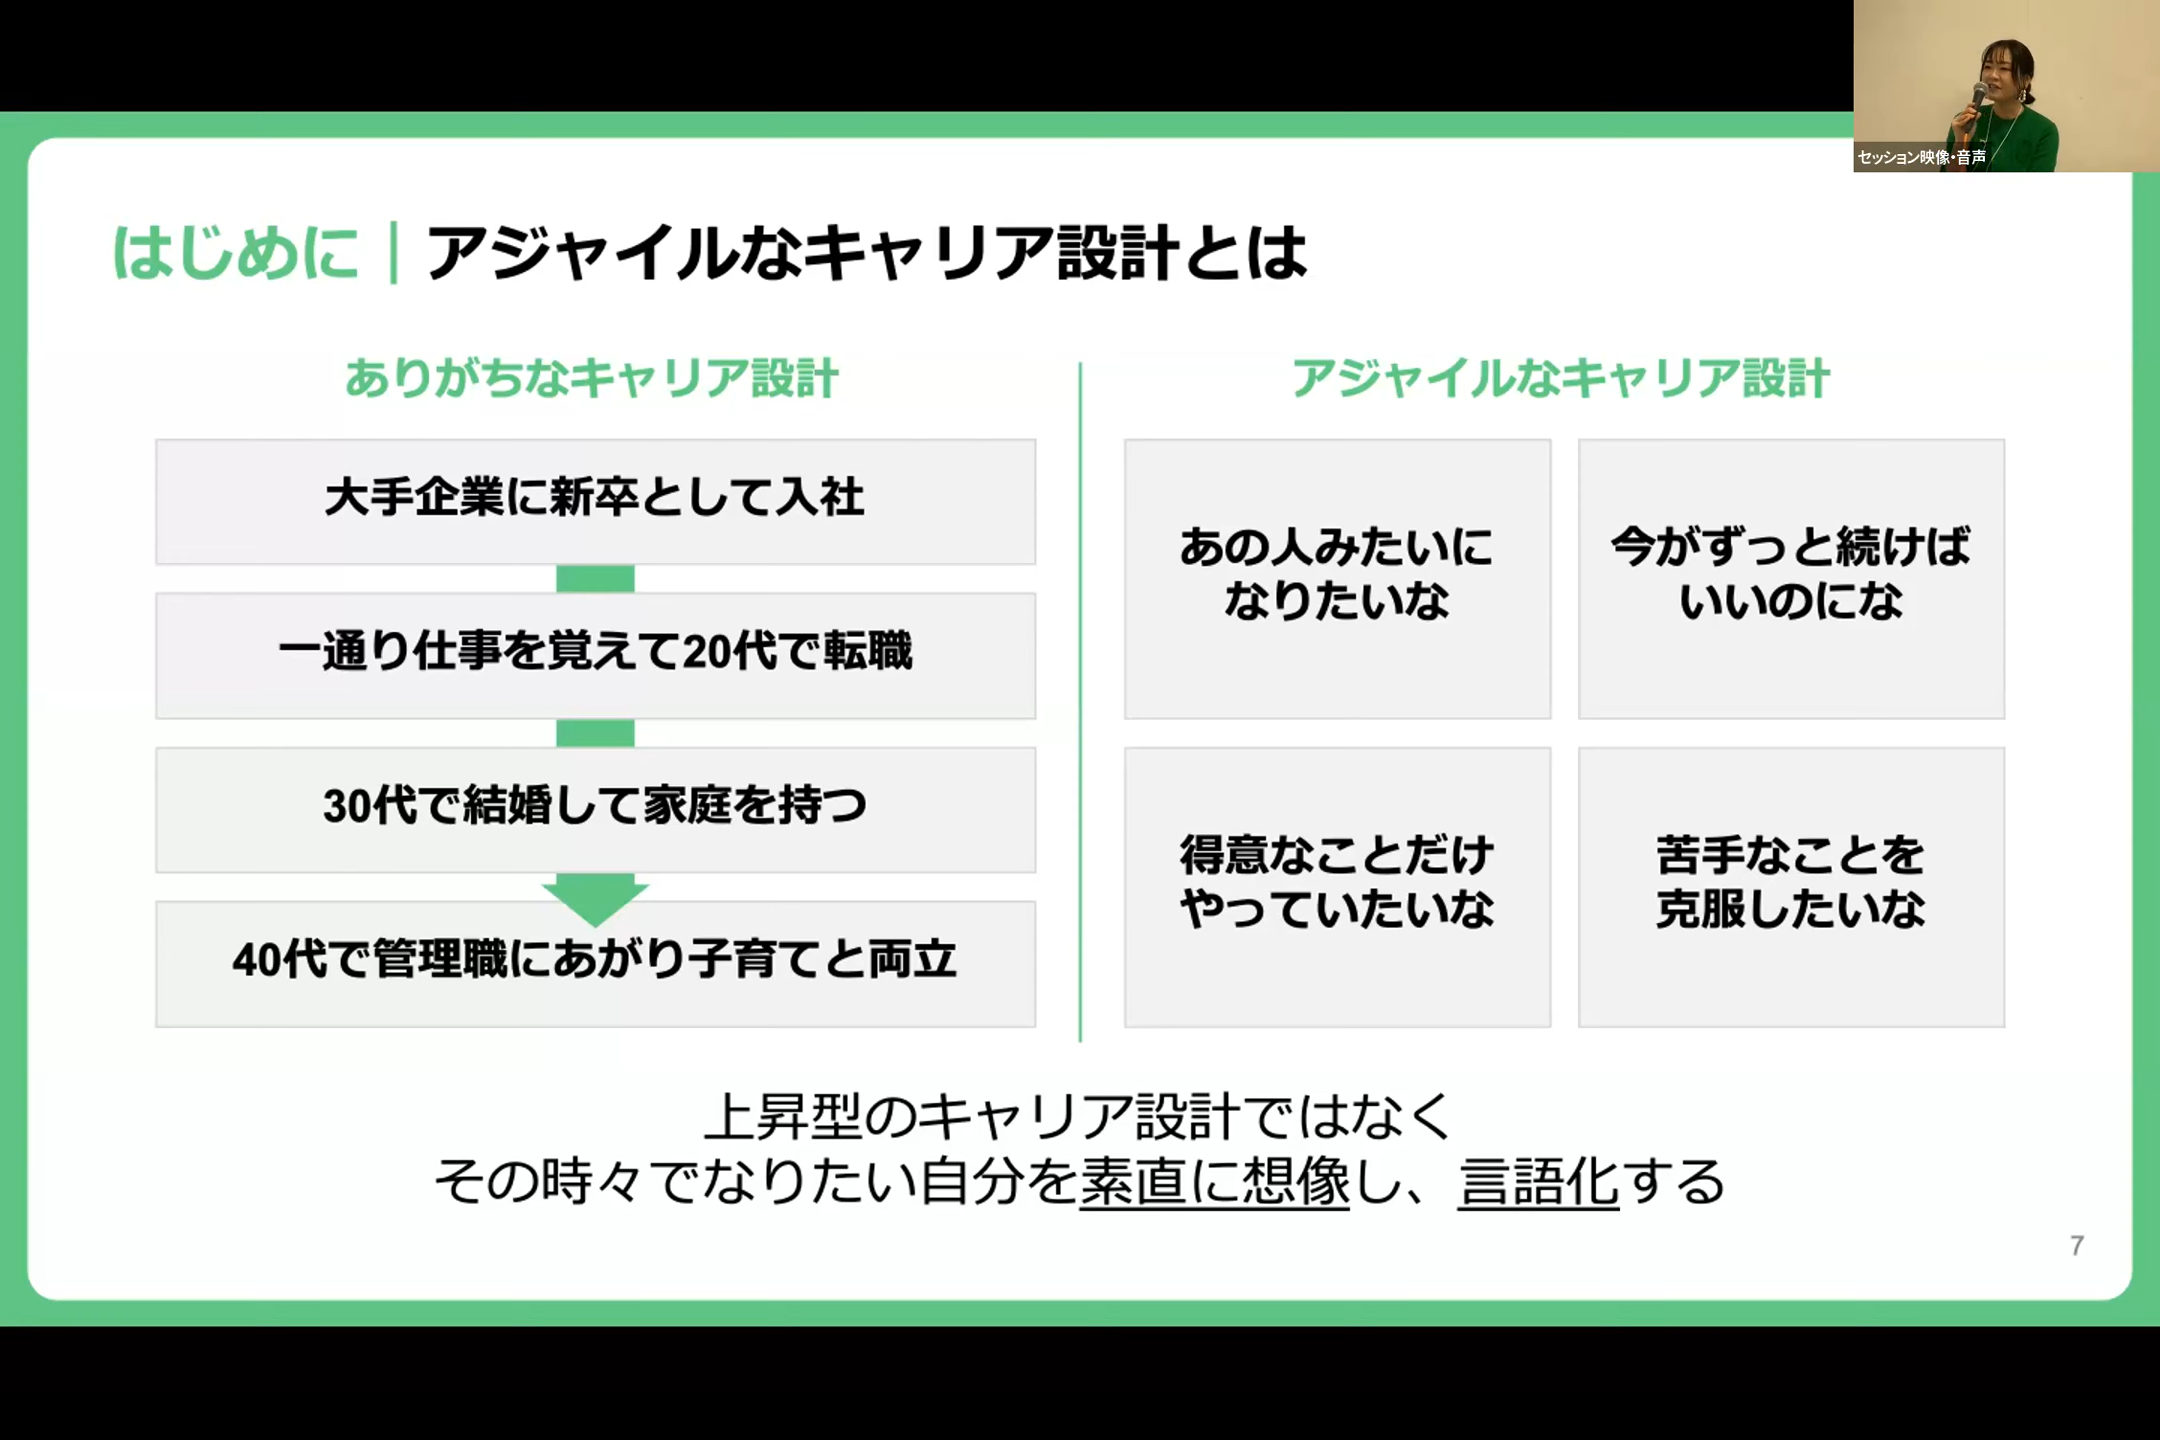 セッション映像・音声
はじめに｜アジャイルなキャリア設計とは
ありがちなキャリア設計
大手企業に新卒として入社
一通り仕事を覚えて20代で転職
30代で結婚して家庭を持つ
40代で管理職にあがり子育てと両立
アジャイルなキャリア設計
あの人みたいに
なりたいな
今がずっと続けば
いいのにな
得意なことだけ
やっていたいな
苦手なことを
克服したいな
上昇型のキャリア設計ではなく
その時々でなりたい自分を素直に想像し、言語化する
7